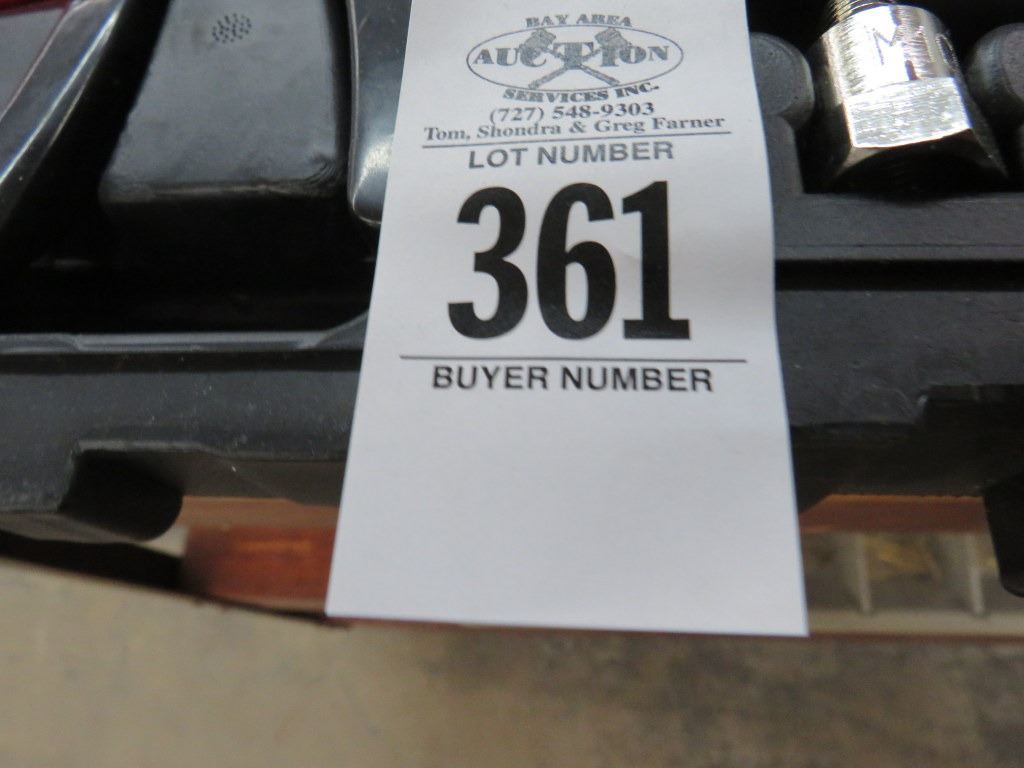 BAY AREA
AUCTION
SERVICES INC-
(727) 548-9303
Tom, Shondra & Greg Farner
LOT NUMBER
361
BUYER NUMBER
M